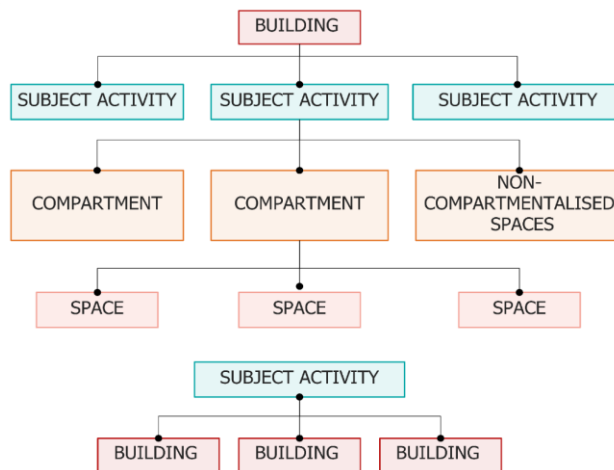 BUILDING
SUBJECT ACTIVITY
SUBJECT ACTIVITY
SUBJECT ACTIVITY
COMPARTMENT
COMPARTMENT
NON-
COMPARTMENTALISED
SPACES
SPACE
SPACE
SPACE
SUBJECT ACTIVITY
BUILDING
BUILDING
BUILDING